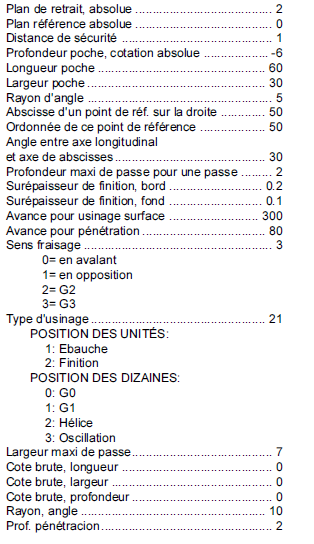 Plan de retrait, absolue ........................................ 2
Plan référence absolue ........................................ 0
Distance de sécurité ............................................ 1
Profondeur poche, cotation absolue ................... -6
Longueur poche ................................................. 60
Largeur poche .................................................... 30
Rayon d'angle ..................................................... 5
Abscisse d'un point de réf. sur la droite ............. 50
Ordonnée de ce point de référence ................... 50
Angle entre axe longitudinal
et axe de abscisses............................................ 30
Profondeur maxi de passe pour une passe ......... 2
Surépaisseur de finition, bord ........................... 0.2
Surépaisseur de finition, fond ........................... 0.1
Avance pour usinage surface .......................... 300
Avance pour pénétration .................................... 80
Sens fraisage ...................................................... 3
0= en avalant
1= en opposition
2= G2
3= G3
Type d'usinage ................................................... 21
POSITION DES UNITÉS:
1: Ebauche
2: Finition
POSITION DES DIZAINES:
0: G0
1: G1
2: Hélice
3: Oscillation
Largeur maxi de passe........................................ 7
Cote brute, longueur ........................................... 0
Cote brute, largeur .............................................. 0
Cote brute, profondeur ........................................ 0
Rayon, angle ..................................................... 10
Prof. pénétracion................................................. 2